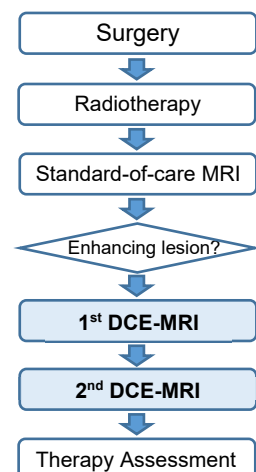 Surgery
Radiotherapy
Standard-of-care MRI
Enhancing lesion?
1st DCE-MRI
2nd DCE-MRI
Therapy Assessment